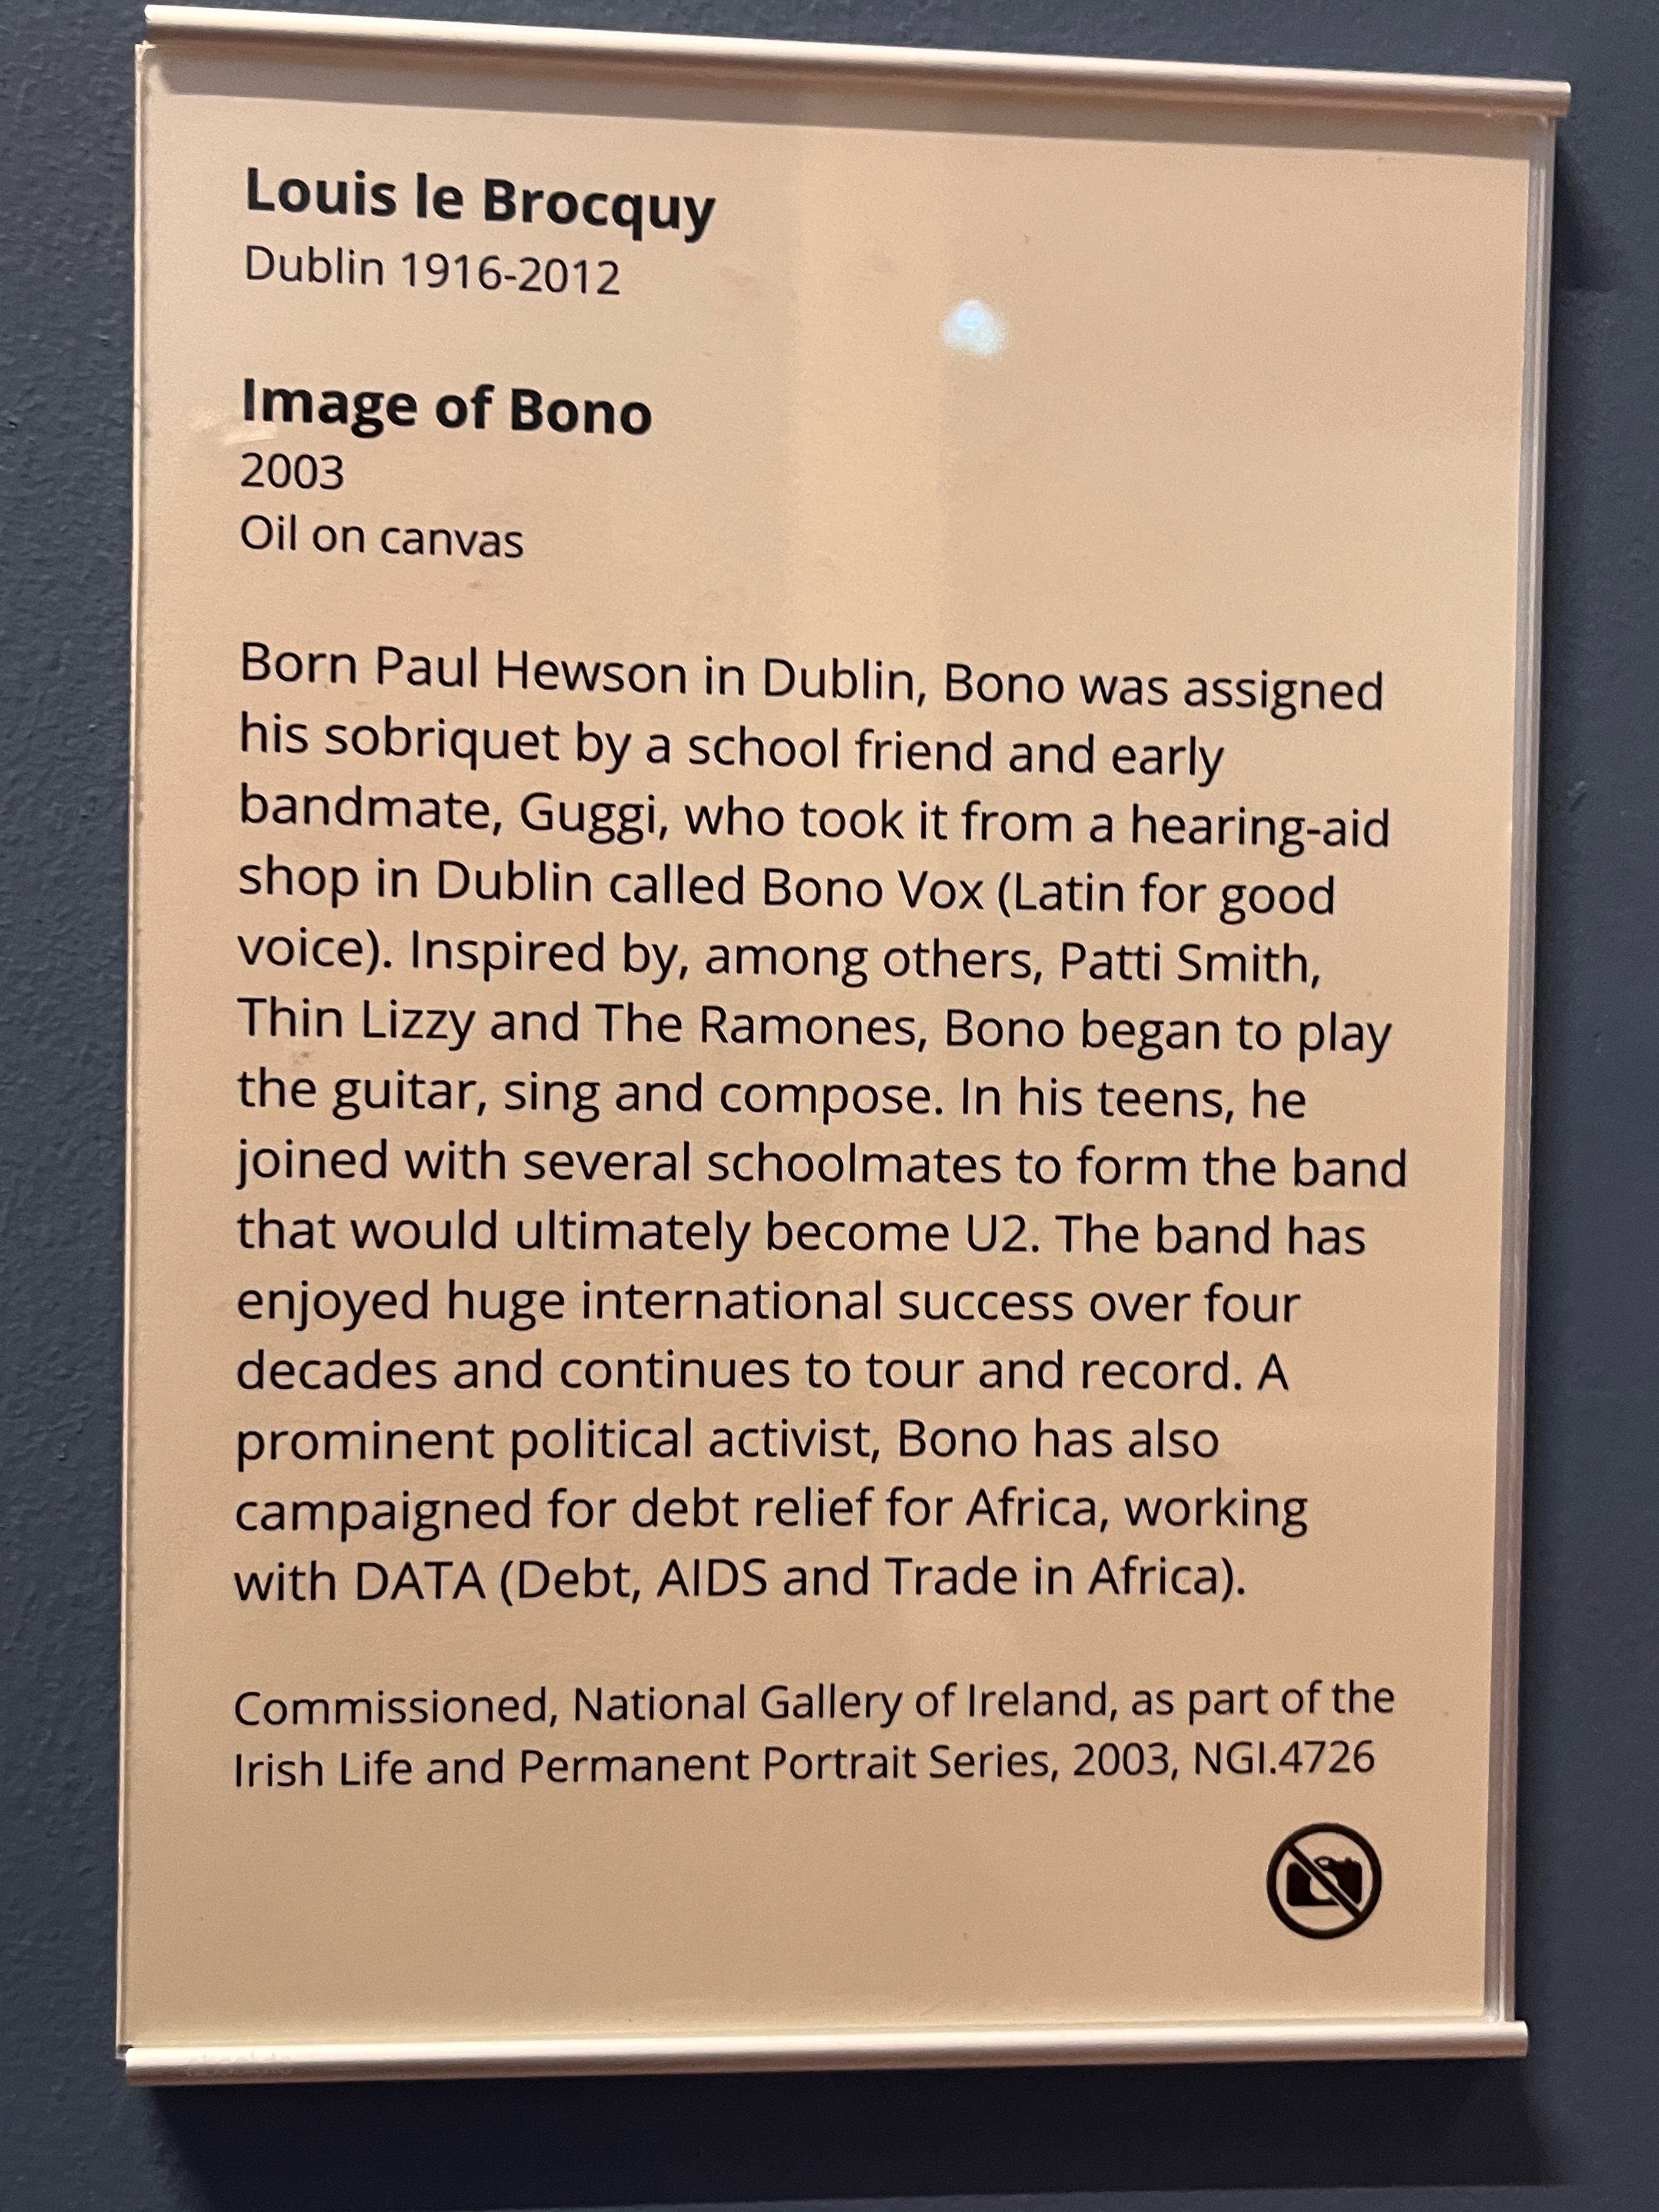 Louis le Brocquy
Dublin 1916-2012
Image of Bono
2003
Oil on canvas
Born Paul Hewson in Dublin, Bono was assigned
his sobriquet by a school friend and early
bandmate, Guggi, who took it from a hearing-aid
shop in Dublin called Bono Vox (Latin for good
voice). Inspired by, among others, Patti Smith,
Thin Lizzy and The Ramones, Bono began to play
the guitar, sing and compose. In his teens, he
joined with several schoolmates to form the band
that would ultimately become U2. The band has
enjoyed huge international success over four
decades and continues to tour and record. A
prominent political activist, Bono has also
campaigned for debt relief for Africa, working
with DATA (Debt, AIDS and Trade in Africa).
Commissioned, National Gallery of Ireland, as part of the
Irish Life and Permanent Portrait Series, 2003, NGI.4726